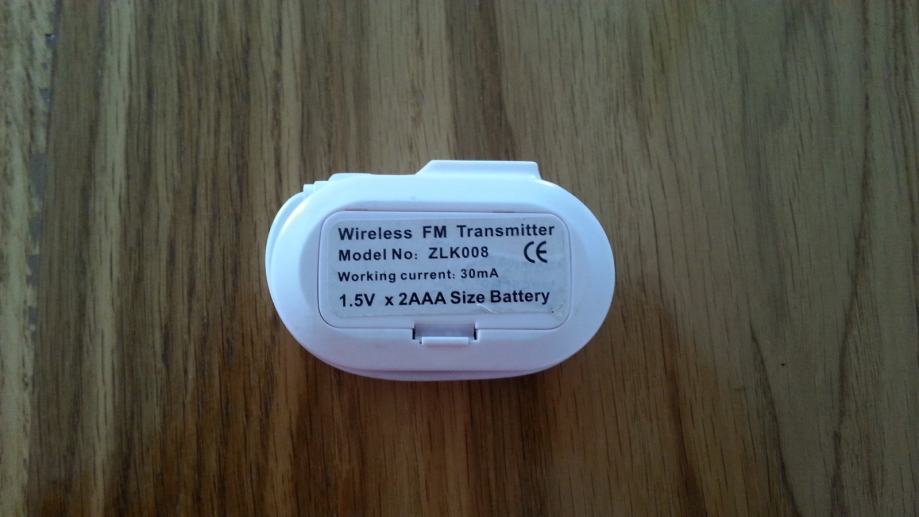 Wireless FM Transmitter
Model No: ZLK008 CE
Working current: 30mA
1.5V x 2AAA Size Battery